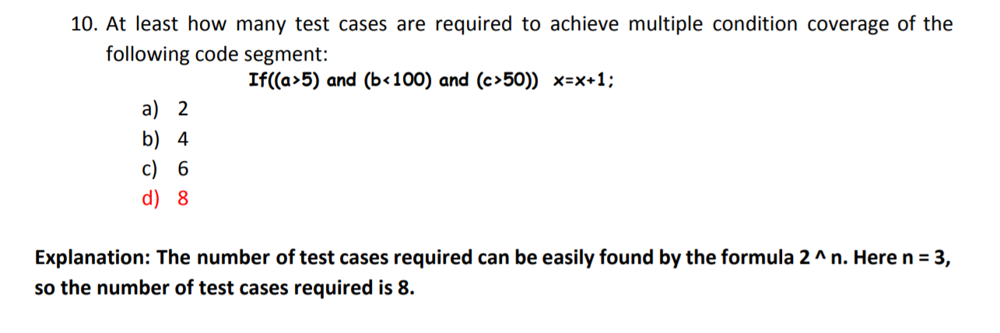 10. At least how many test cases are required to achieve multiple condition coverage of the
following code segment:
If((a>5) and (b<100) and (c>50)) x=x+1;
a) 2
b) 4
c) 6
d) 8
Explanation: The number of test cases required can be easily found by the formula 2 ^ n. Here n = 3,
so the number of test cases required is 8.